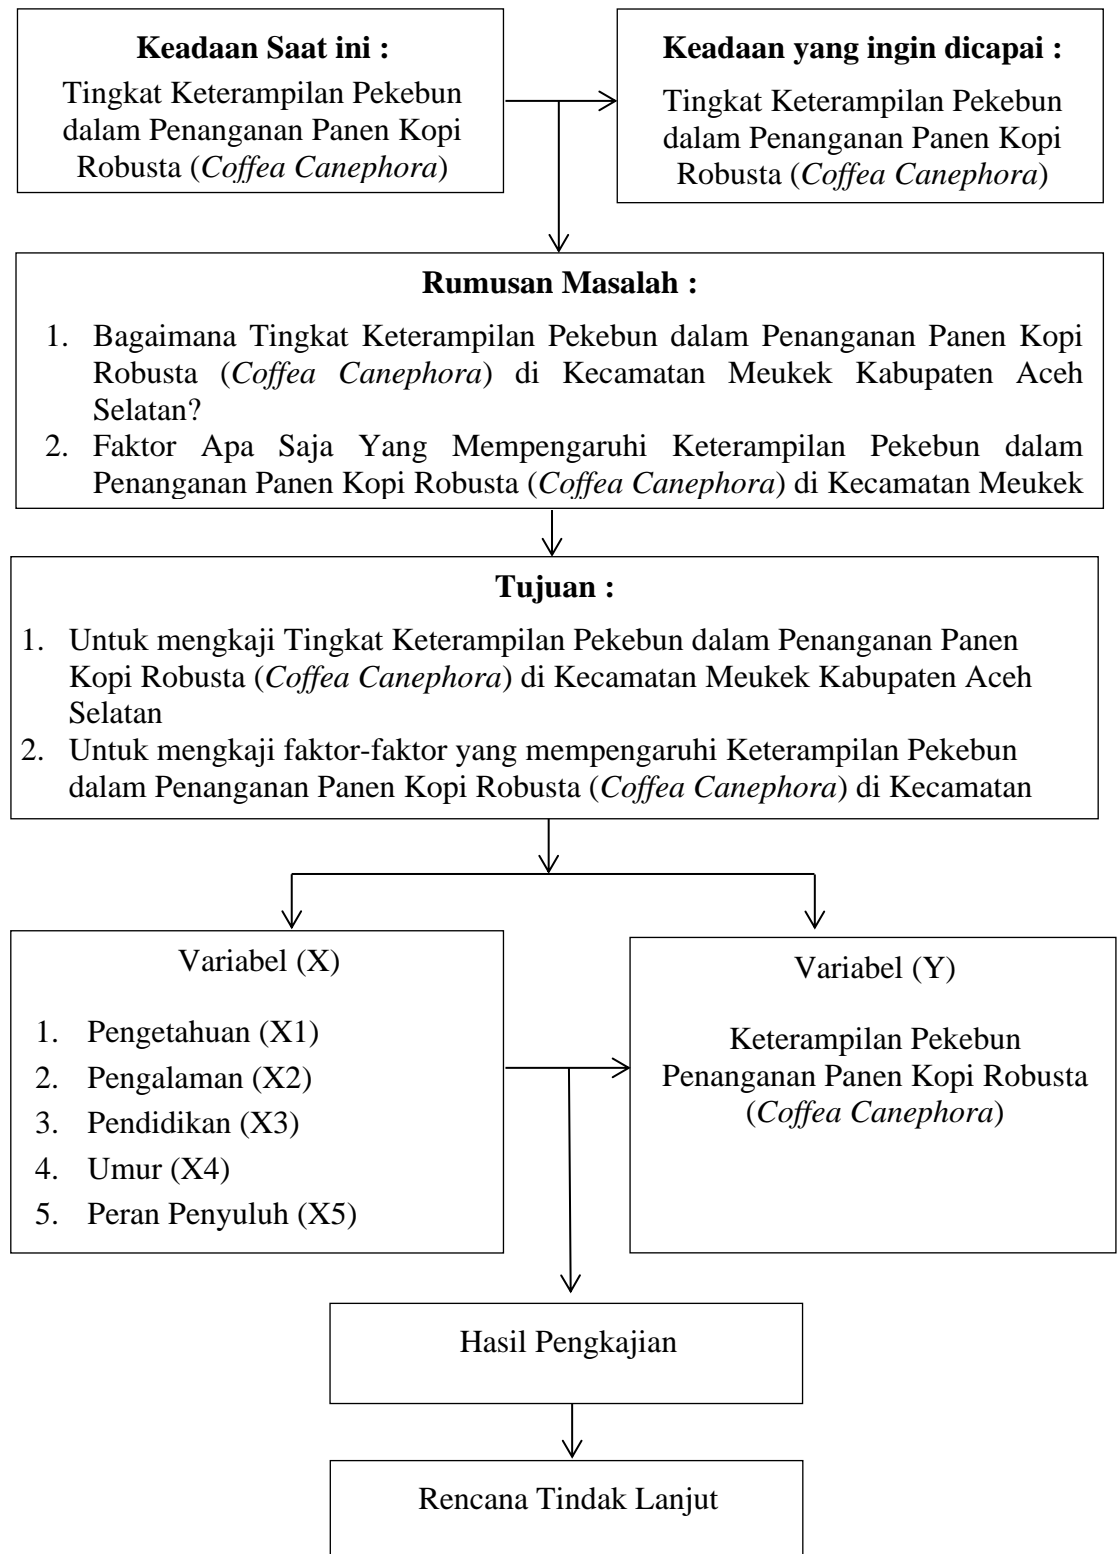 Keadaan Saat ini :
Tingkat Keterampilan Pekebun
dalam Penanganan Panen Kopi
Robusta (Coffea Canephora)
Keadaan yang ingin dicapai :
Tingkat Keterampilan Pekebun
dalam Penanganan Panen Kopi
Robusta (Coffea Canephora)
Rumusan Masalah :
1. Bagaimana Tingkat Keterampilan Pekebun dalam Penanganan Panen Kopi
Robusta (Coffea Canephora) di Kecamatan Meukek Kabupaten Aceh
Selatan?
2. Faktor Apa Saja Yang Mempengaruhi Keterampilan Pekebun dalam
Penanganan Panen Kopi Robusta (Coffea Canephora) di Kecamatan Meukek
Tujuan :
1. Untuk mengkaji Tingkat Keterampilan Pekebun dalam Penanganan Panen
Kopi Robusta (Coffea Canephora) di Kecamatan Meukek Kabupaten Aceh
Selatan
2. Untuk mengkaji faktor-faktor yang mempengaruhi Keterampilan Pekebun
dalam Penanganan Panen Kopi Robusta (Coffea Canephora) di Kecamatan
Variabel (X)
1. Pengetahuan (X1)
2. Pengalaman (X2)
3. Pendidikan (X3)
4. Umur (X4)
5. Peran Penyuluh (X5)
Variabel (Y)
Keterampilan Pekebun
Penanganan Panen Kopi Robusta
(Coffea Canephora)
Hasil Pengkajian
Rencana Tindak Lanjut